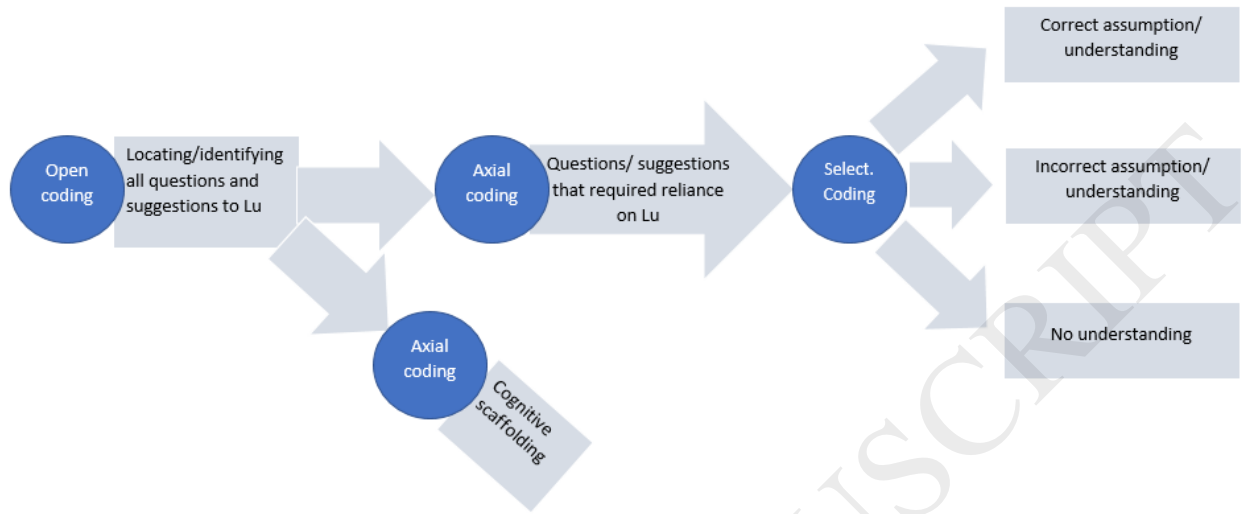 Open
coding
Locating/identifying
all questions and
suggestions to Lu
Axial
coding
Questions/ suggestions
that required reliance
on Lu
Select.
Coding
Correct assumption/
understanding
Incorrect assumption/
understanding
No understanding
Axial
coding
Cognitive
scaffolding
USCRIPT